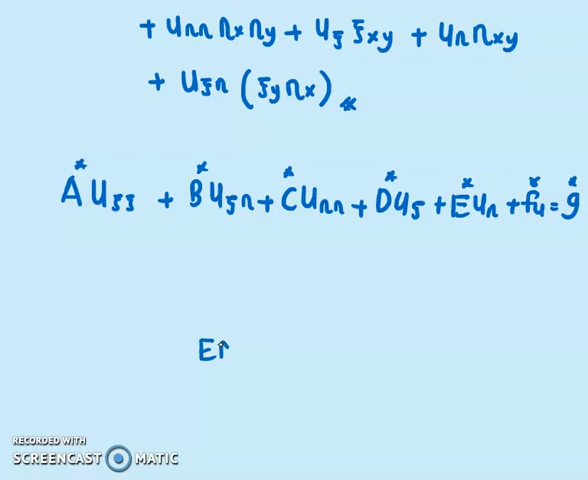 + uηη ηx ηy + uξ ξxy + uη ηxy
+ uξη (ξy ηx) «
A* uξξ + B* uξη + C* uηη + D* uξ + E* uη + f* u = g*
Er
RECORDED WITH
SCREENCAST MATIC